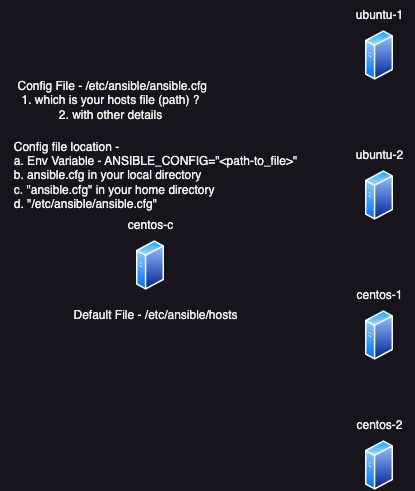 ubuntu-1
Config File - /etc/ansible/ansible.cfg
1. which is your hosts file (path) ?
2. with other details
Config file location -
a. Env Variable - ANSIBLE_CONFIG="<path-to_file>"
b. ansible.cfg in your local directory
c. "ansible.cfg" in your home directory
d. "/etc/ansible/ansible.cfg"
ubuntu-2
centos-c
Default File - /etc/ansible/hosts
centos-1
centos-2